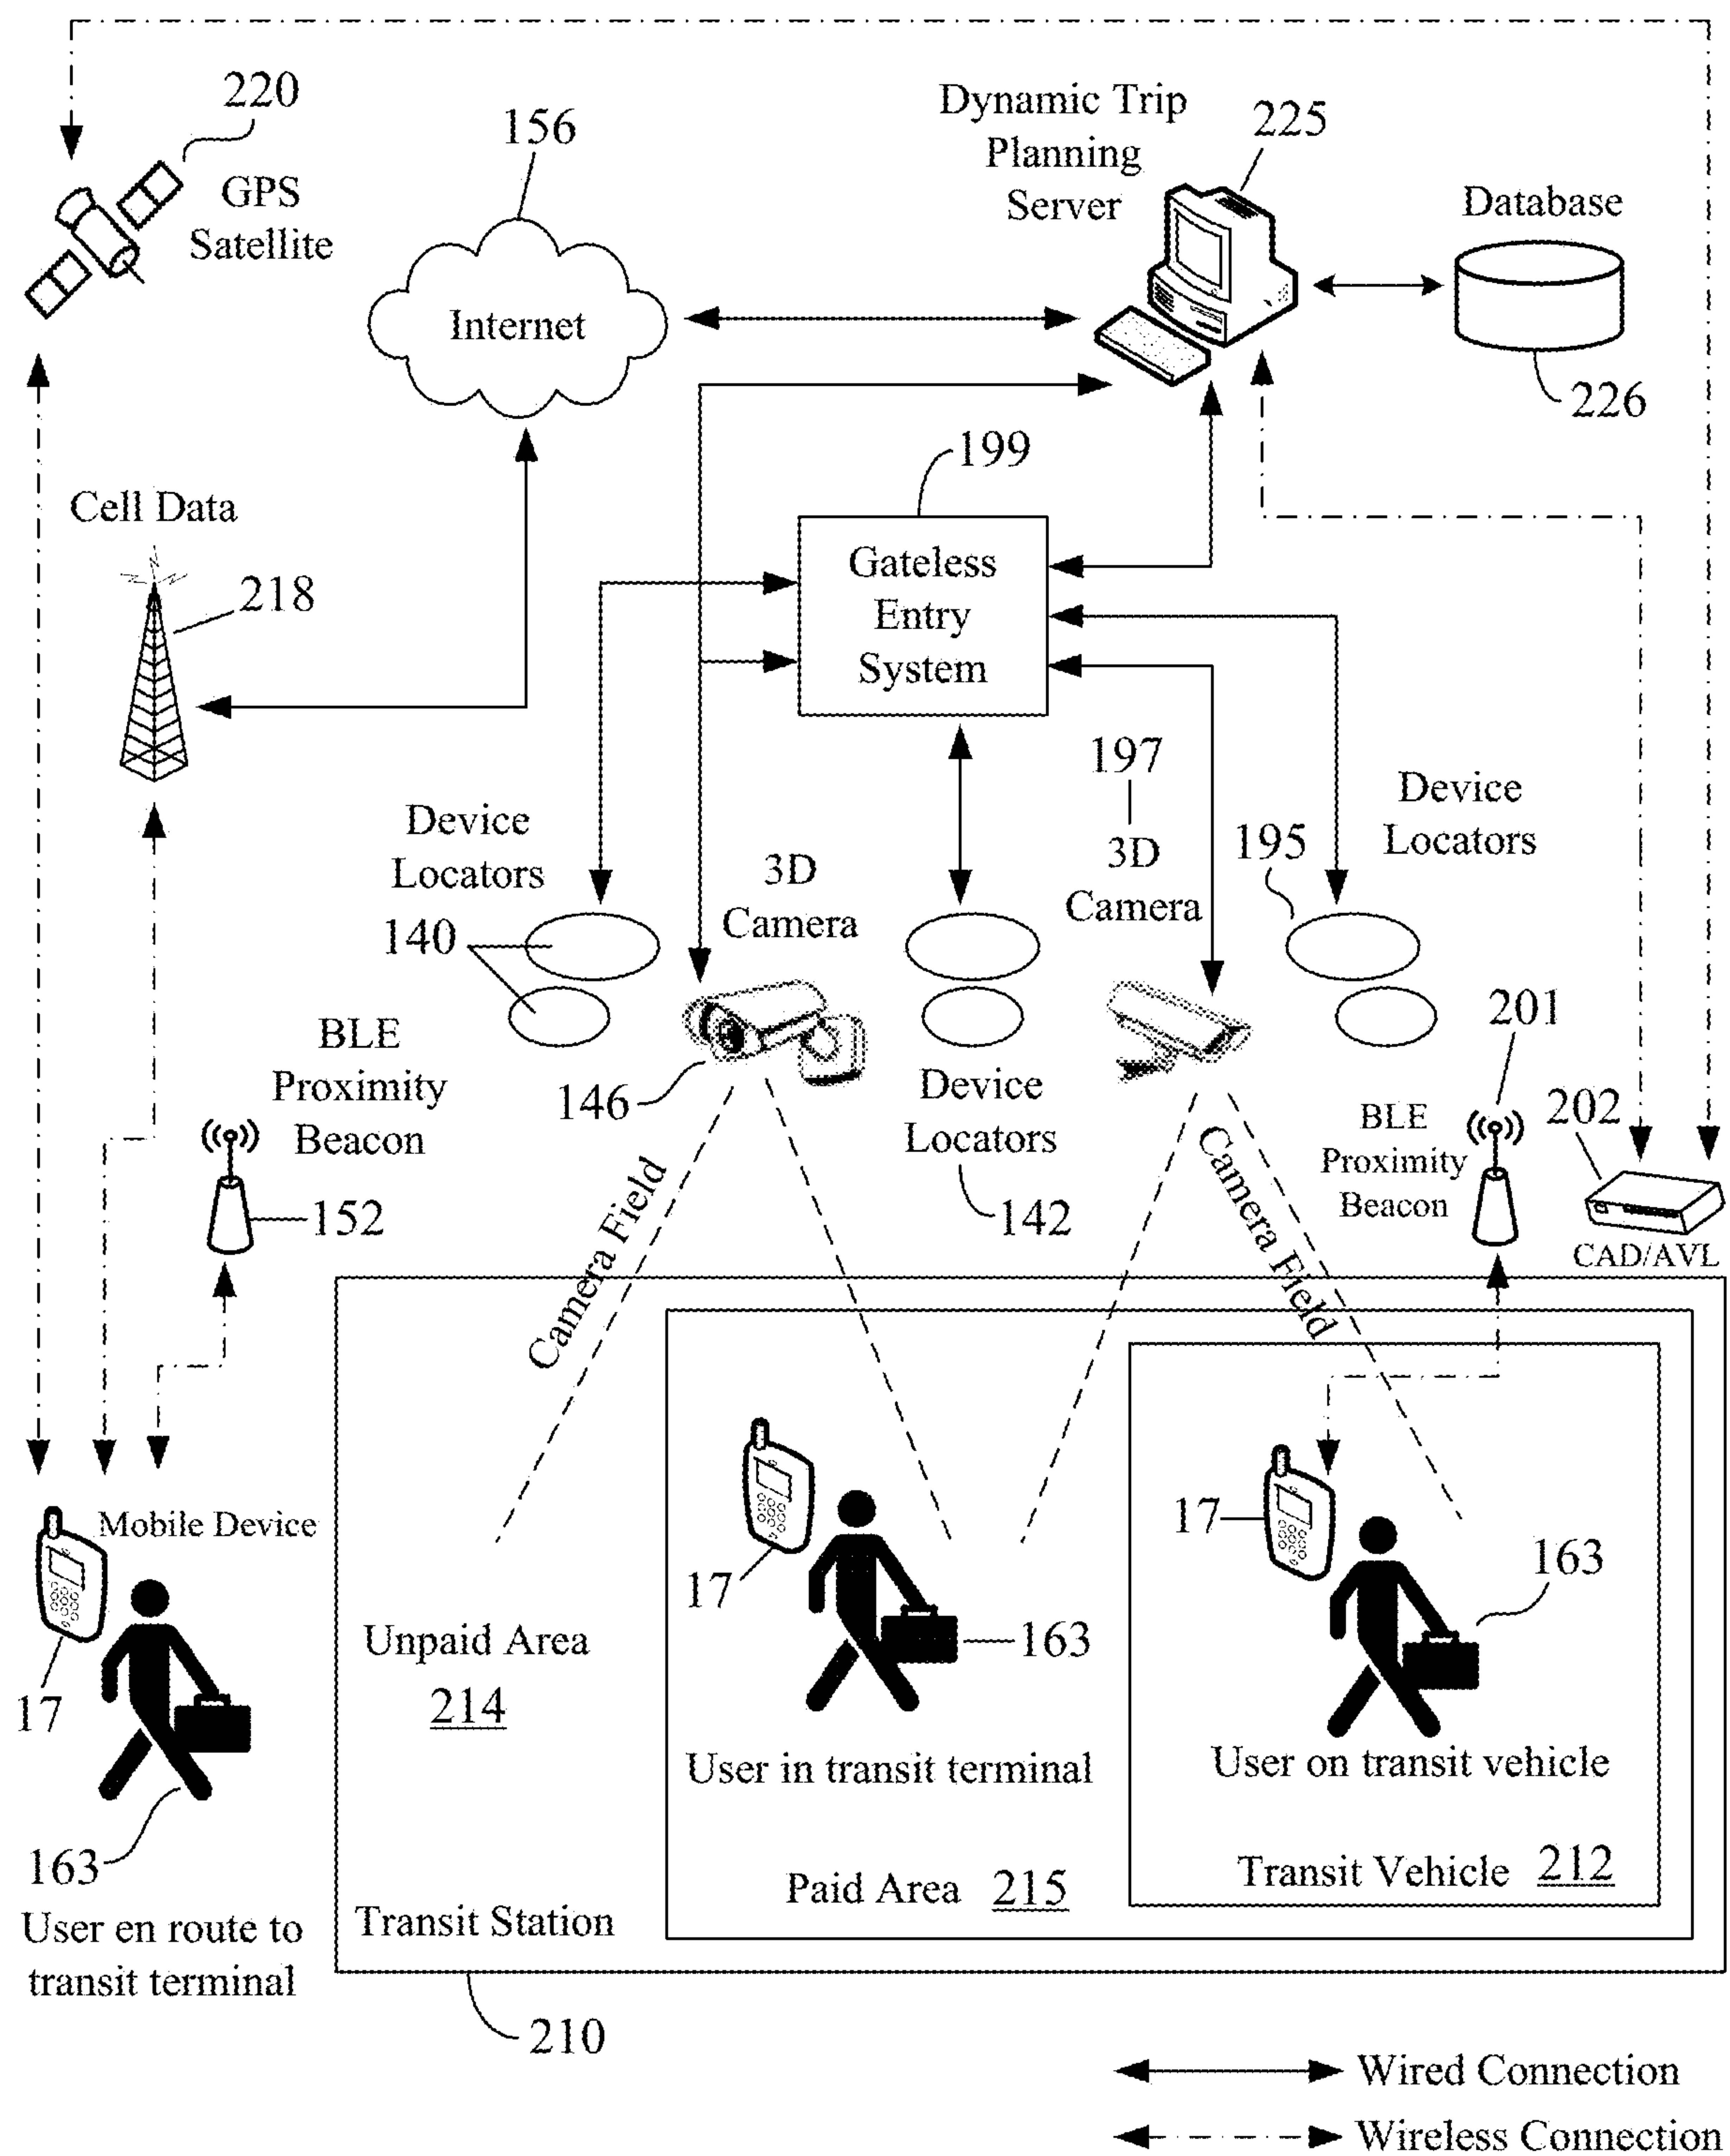 220
GPS
Satellite
156
Internet
Dynamic Trip
Planning
Server
225
Database
226
199
Gateless
Entry
System
Cell Data
218
197
3D
Camera
Device
Locators
195
Device
Locators
140
3D
Camera
146
BLE
Proximity
Beacon
152
Device
Locators
142
201
BLE
Proximity
Beacon
202
CAD/AVL
Camera Field
Camera Field
Mobile Device
17
163
User en route to
transit terminal
Unpaid Area
214
17
163
User in transit terminal
17
163
User on transit vehicle
Transit Vehicle 212
Paid Area 215
Transit Station
210
Wired Connection
Wireless Connection